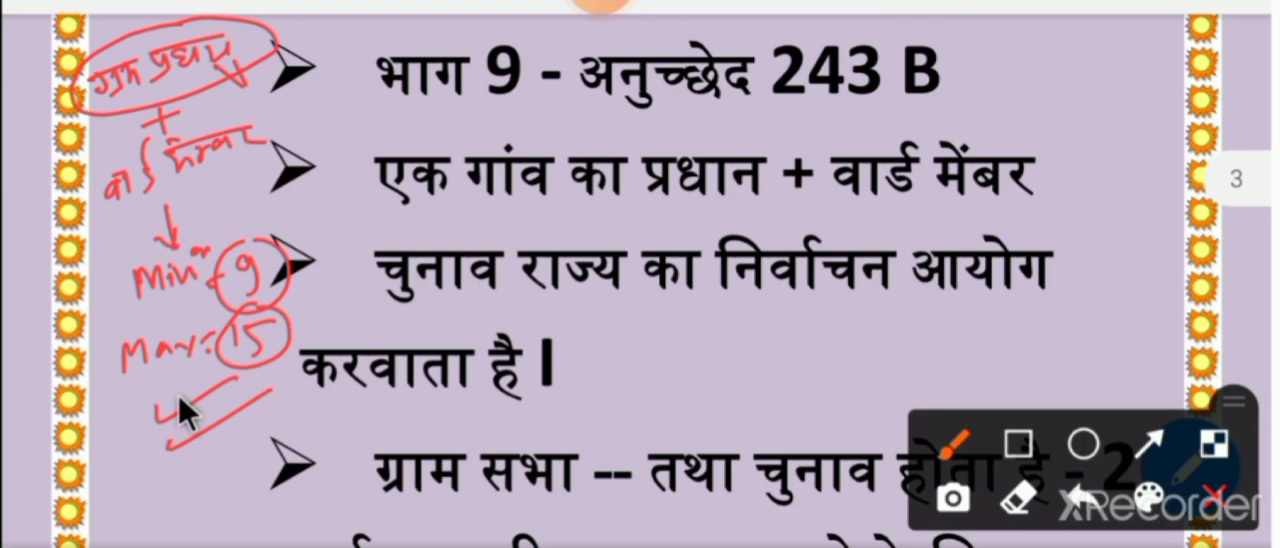 भाग 9 - अनुच्छेद 243 B
एक गांव का प्रधान + वार्ड मेंबर
चुनाव राज्य का निर्वाचन आयोग
करवाता है I
ग्राम सभा -- तथा चुनाव होता है - 2
प्रधान
+
मेम्बर
Min - 9
Max: 15
3
XRecorder